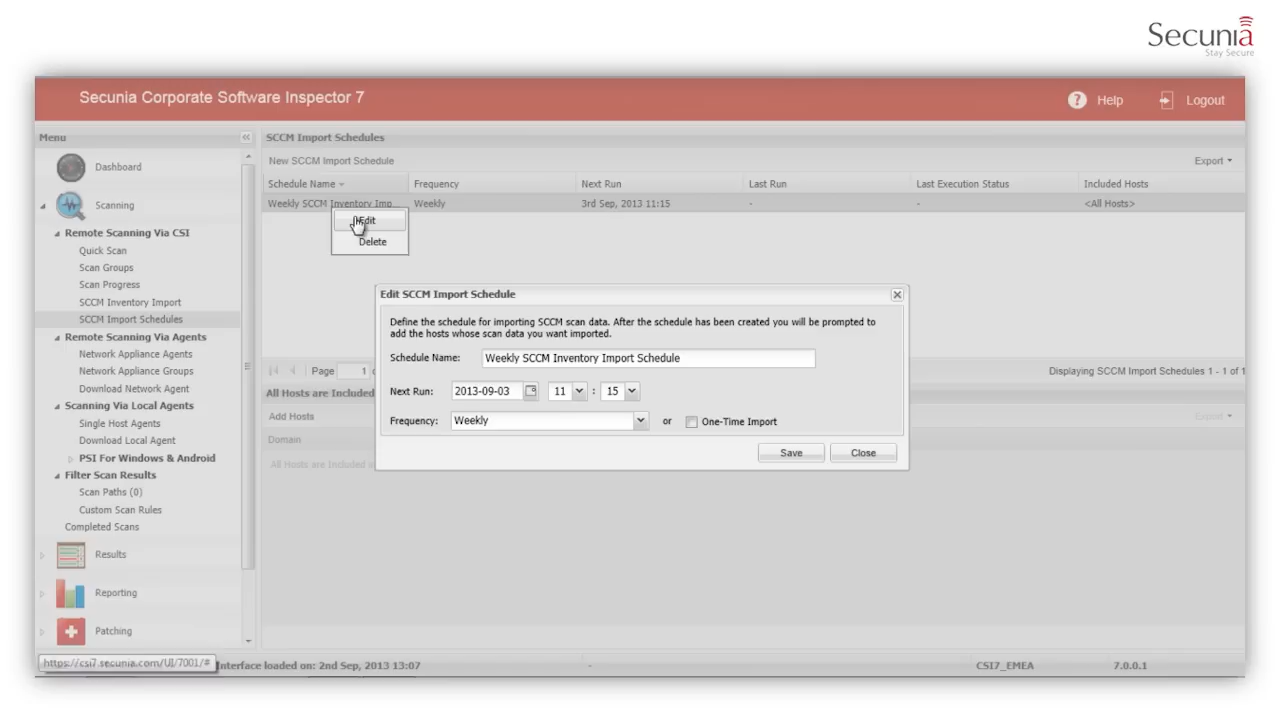 Secunia
Stay Secure
Secunia Corporate Software Inspector 7
? Help
Logout
Menu
Dashboard
Scanning
Remote Scanning Via CSI
Quick Scan
Scan Groups
Scan Progress
SCCM Inventory Import
SCCM Import Schedules
Remote Scanning Via Agents
Network Appliance Agents
Network Appliance Groups
Download Network Agent
Scanning Via Local Agents
Single Host Agents
Download Local Agent
PSI For Windows & Android
Filter Scan Results
Scan Paths (0)
Custom Scan Rules
Completed Scans
Results
Reporting
Patching
SCCM Import Schedules
New SCCM Import Schedule
Export
Schedule Name Frequency Next Run Last Run Last Execution Status Included Hosts
Weekly SCCM Inventory Imp... Weekly 3rd Sep, 2013 11:15 - - <All Hosts>
Edit
Delete
Edit SCCM Import Schedule
Define the schedule for importing SCCM scan data. After the schedule has been created you will be prompted to
add the hosts whose scan data you want imported.
Schedule Name: Weekly SCCM Inventory Import Schedule
Next Run: 2013-09-03 11 : 15
Frequency: Weekly or One-Time Import
Save Close
Page 1
Displaying SCCM Import Schedules 1 - 1 of 1
All Hosts are Included
Add Hosts
Export
Domain
All Hosts are Included
https://csi7.secunia.com/UI/7001/#
Interface loaded on: 2nd Sep, 2013 13:07
-
CSI7_EMEA
7.0.0.1